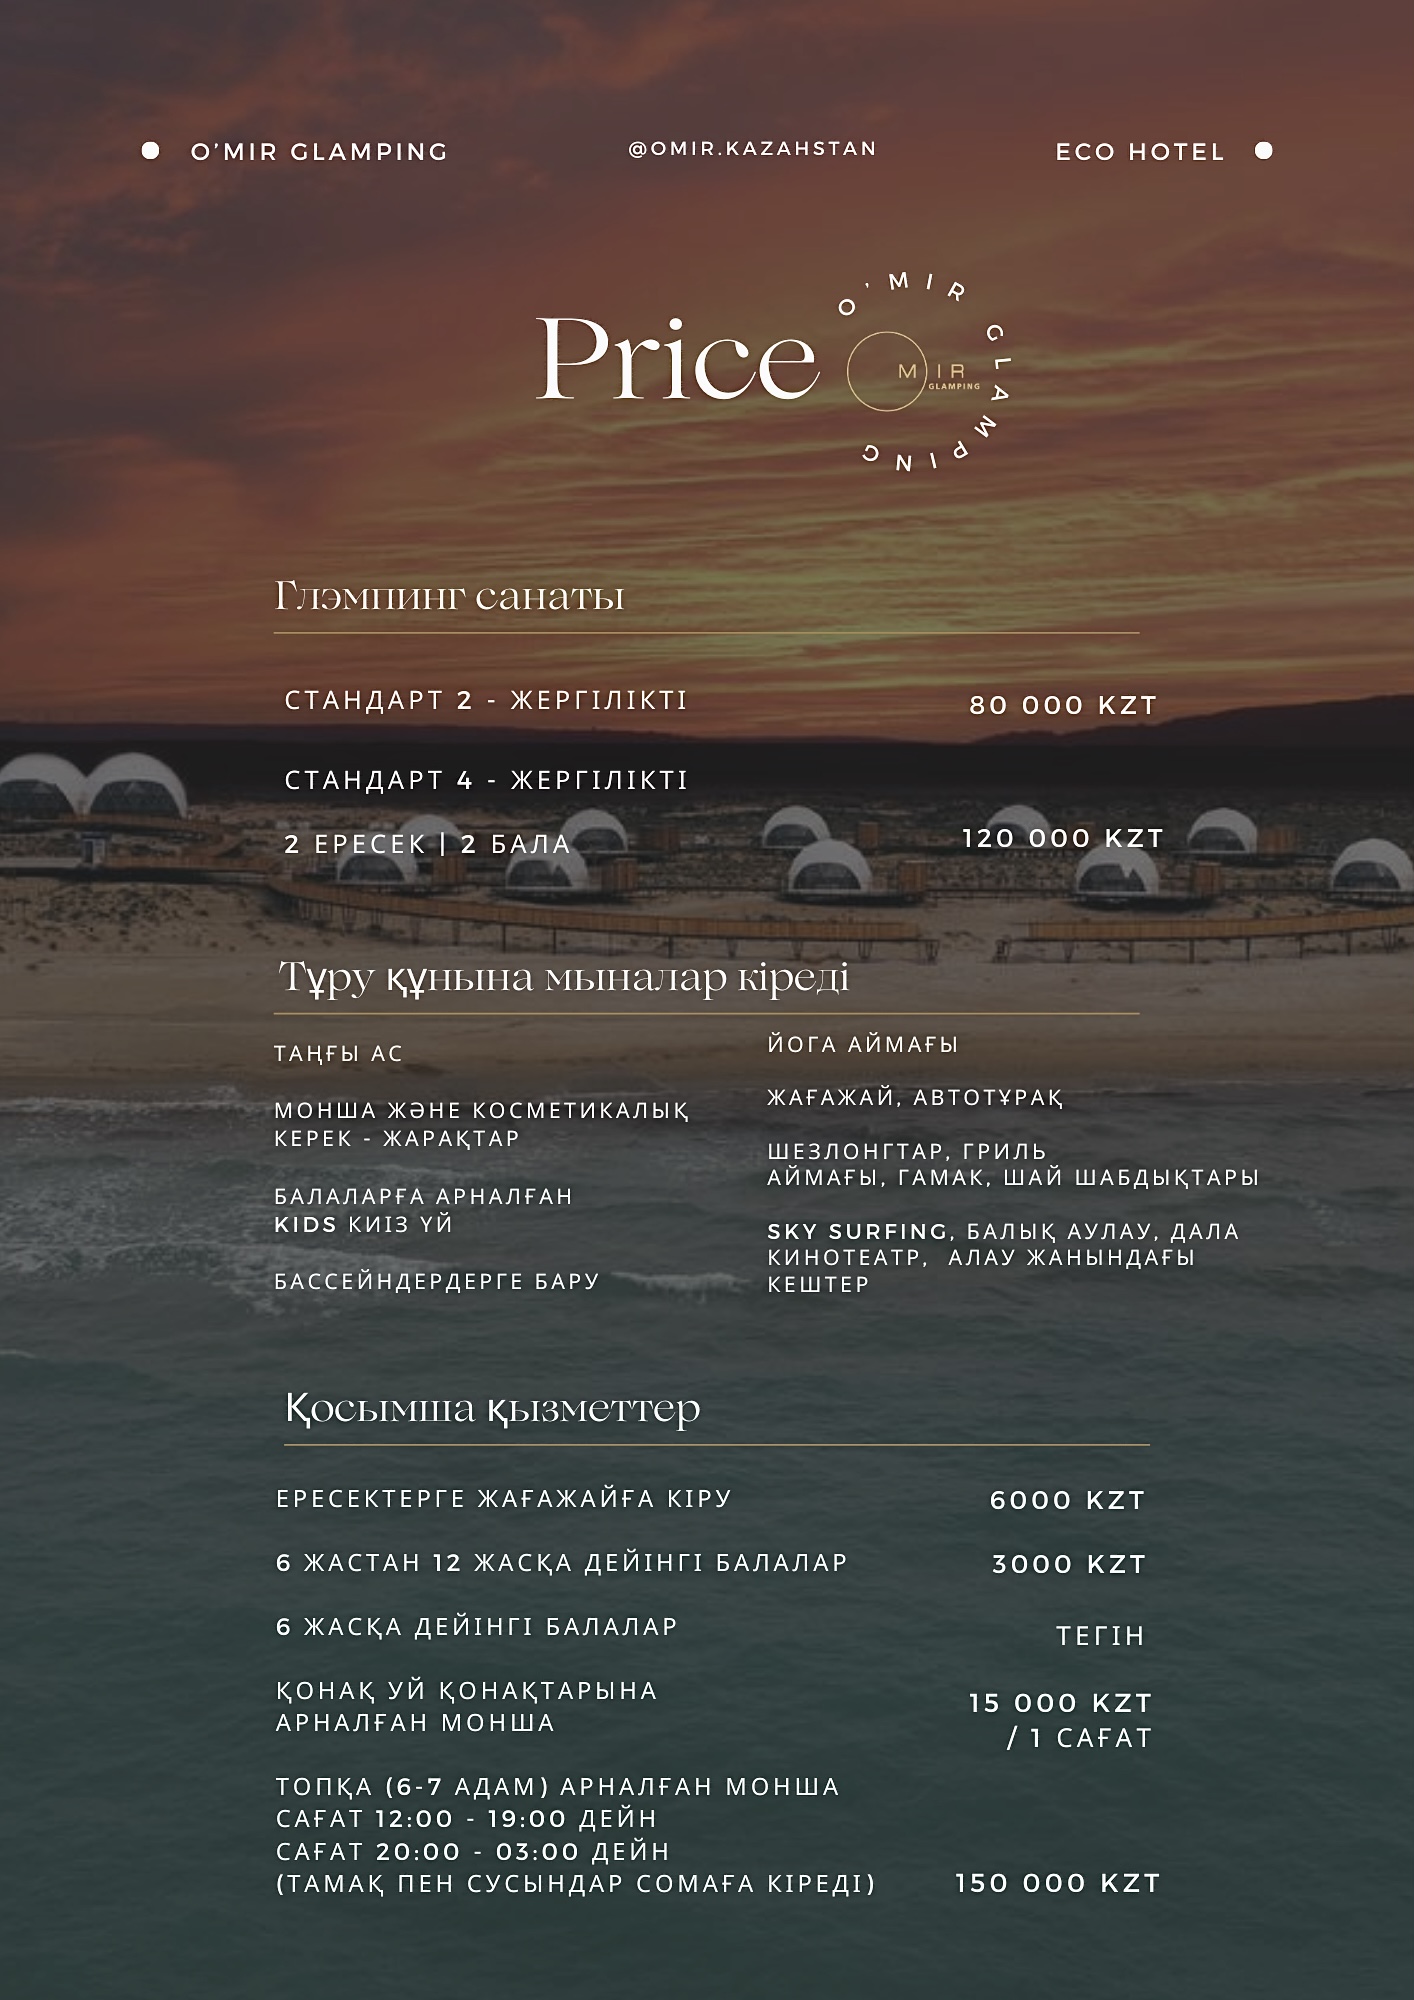 O'MIR GLAMPING
@OMIR.KAZAHSTAN
ECO HOTEL
Price
O'MIR GLAMPING
MIR
GLAMPING
Глэмпинг санаты
СТАНДАРТ 2 - ЖЕРГІЛІКТІ
80 000 KZT
СТАНДАРТ 4 - ЖЕРГІЛІКТІ
2 ЕРЕСЕК | 2 БАЛА
120 000 KZT
Тұру құнына мыналар кіреді
ТАҢҒЫ АС
МОНША ЖӘНЕ КОСМЕТИКАЛЫҚ
КЕРЕК - ЖАРАҚТАР
БАЛАЛАРҒА АРНАЛҒАН
KIDS КИІЗ ҮЙ
БАССЕЙНДЕРДЕРГЕ БАРУ
ЙОГА АЙМАҒЫ
ЖАҒАЖАЙ, АВТОТҰРАҚ
ШЕЗЛОНГТАР, ГРИЛЬ
АЙМАҒЫ, ГАМАК, ШАЙ ШАБДЫҚТАРЫ
SKY SURFING, БАЛЫҚ АУЛАУ, ДАЛА
КИНОТЕАТР, АЛАУ ЖАНЫНДАҒЫ
КЕШТЕР
Қосымша қызметтер
ЕРЕСЕКТЕРГЕ ЖАҒАЖАЙҒА КІРУ
6000 KZT
6 ЖАСТАН 12 ЖАСҚА ДЕЙІНГІ БАЛАЛАР
3000 KZT
6 ЖАСҚА ДЕЙІНГІ БАЛАЛАР
ТЕГІН
ҚОНАҚ УЙ ҚОНАҚТАРЫНА
АРНАЛҒАН МОНША
15 000 KZT
/ 1 САҒАТ
ТОПҚА (6-7 АДАМ) АРНАЛҒАН МОНША
САҒАТ 12:00 - 19:00 ДЕЙН
САҒАТ 20:00 - 03:00 ДЕЙН
(ТАМАҚ ПЕН СУСЫНДАР СОМАҒА КІРЕДІ)
150 000 KZT